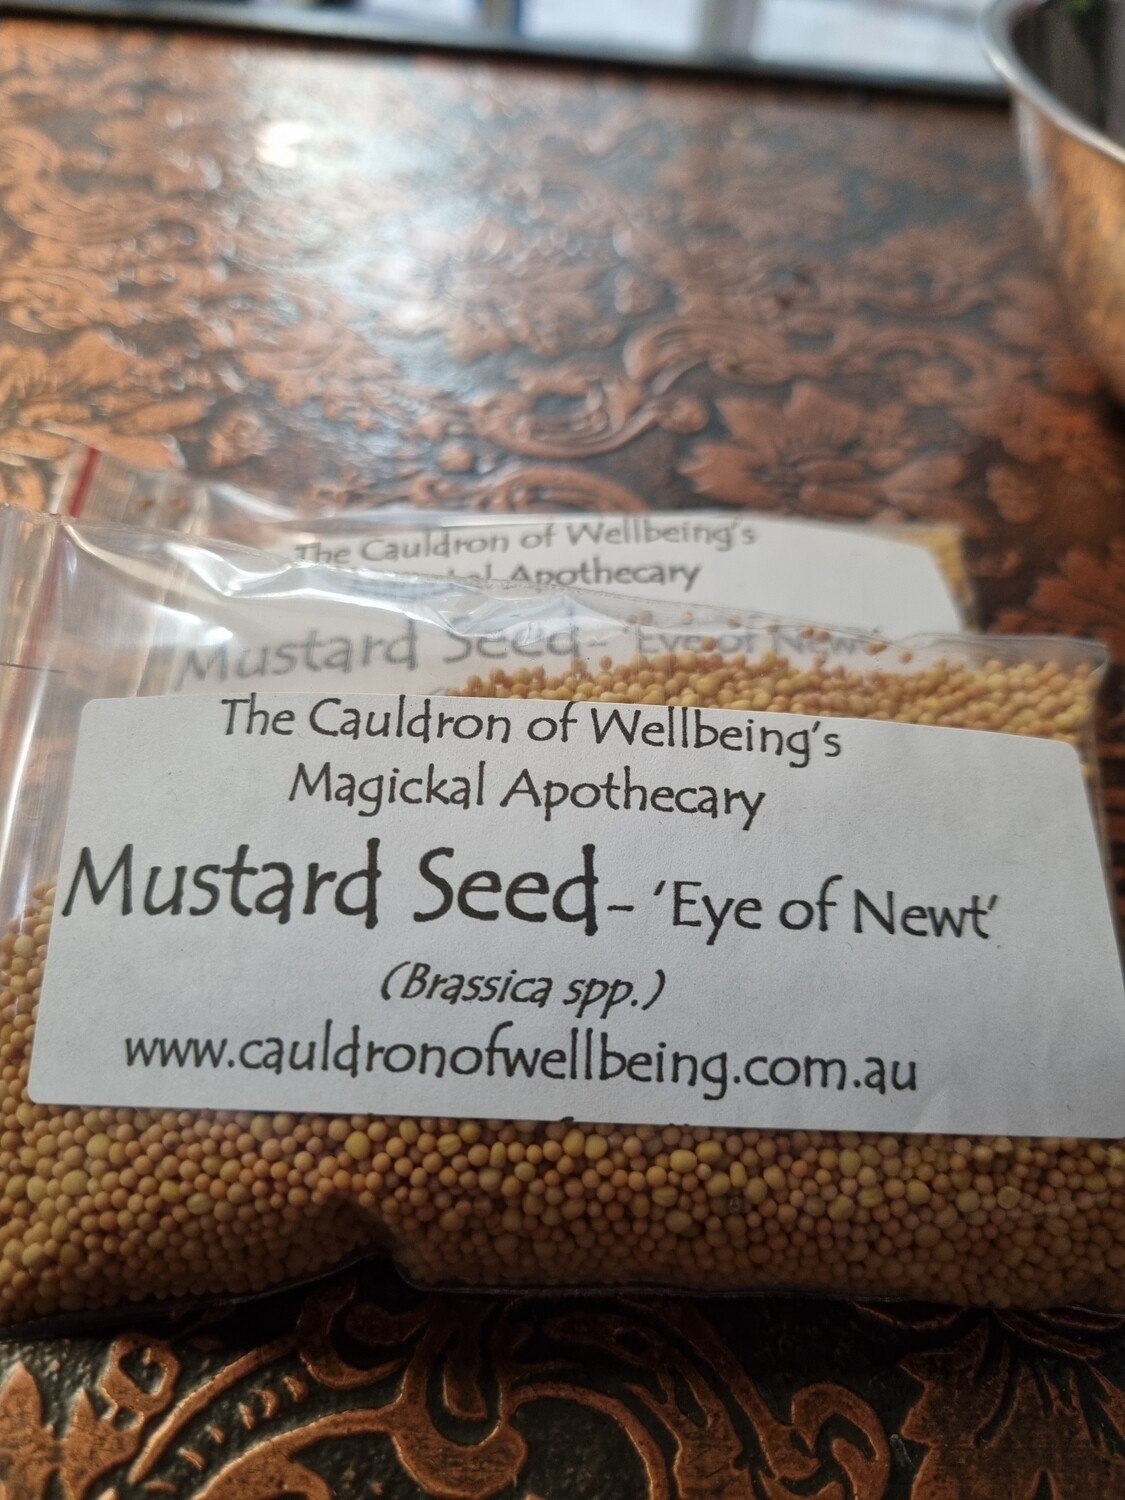 The Cauldron of Wellbeing's
Apothecary
Mustard Seed- 'Eye of Newt'
The Cauldron of Wellbeing's
Magickal Apothecary
Mustard Seed- 'Eye of Newt'
(Brassica spp.)
www.cauldronofwellbeing.com.au